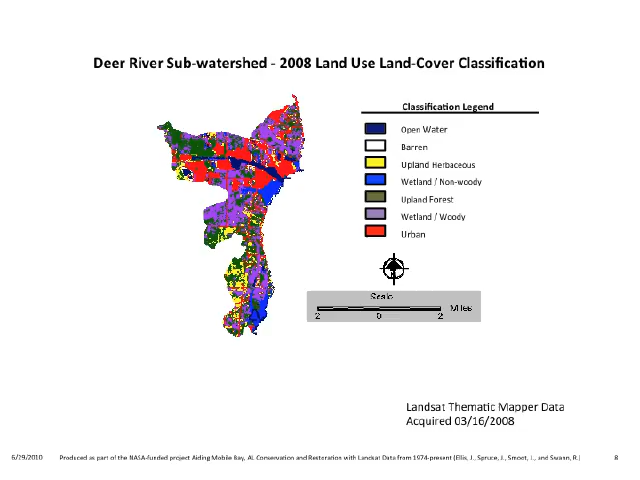 Deer River Sub-watershed - 2008 Land Use Land-Cover Classification
Classification Legend
Open Water
Barren
Upland Herbaceous
Wetland / Non-woody
Upland Forest
Wetland / Woody
Urban
Scale
Miles
2 0 2
Landsat Thematic Mapper Data
Acquired 03/16/2008
6/29/2010 Produced as part of the NASA-funded project Aiding Mobile Bay, AL Conservation and Restoration with Landsat Data from 1974-present (Ellis, J., Spruce, J., Smoot, J., and Swann, R.) 8